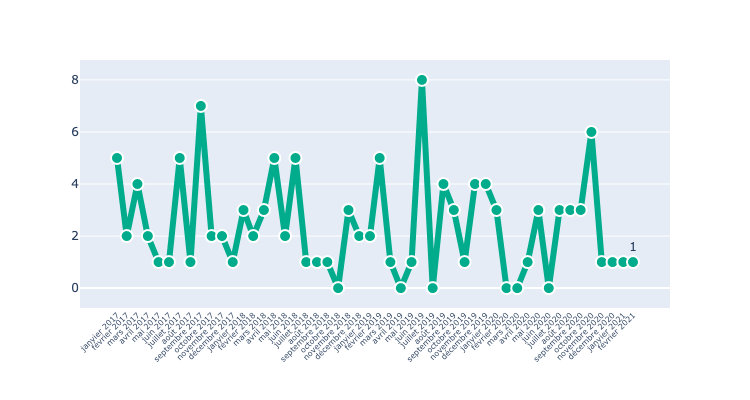 8
6
4
2
0
1
janvier 2017
février 2017
mars 2017
avril 2017
mai 2017
juin 2017
juillet 2017
août 2017
septembre 2017
octobre 2017
novembre 2017
décembre 2017
janvier 2018
février 2018
mars 2018
avril 2018
mai 2018
juin 2018
juillet 2018
août 2018
septembre 2018
octobre 2018
novembre 2018
décembre 2018
janvier 2019
février 2019
mars 2019
avril 2019
mai 2019
juin 2019
juillet 2019
août 2019
septembre 2019
octobre 2019
novembre 2019
décembre 2019
janvier 2020
février 2020
mars 2020
avril 2020
mai 2020
juin 2020
juillet 2020
août 2020
septembre 2020
octobre 2020
novembre 2020
décembre 2020
janvier 2021
février 2021